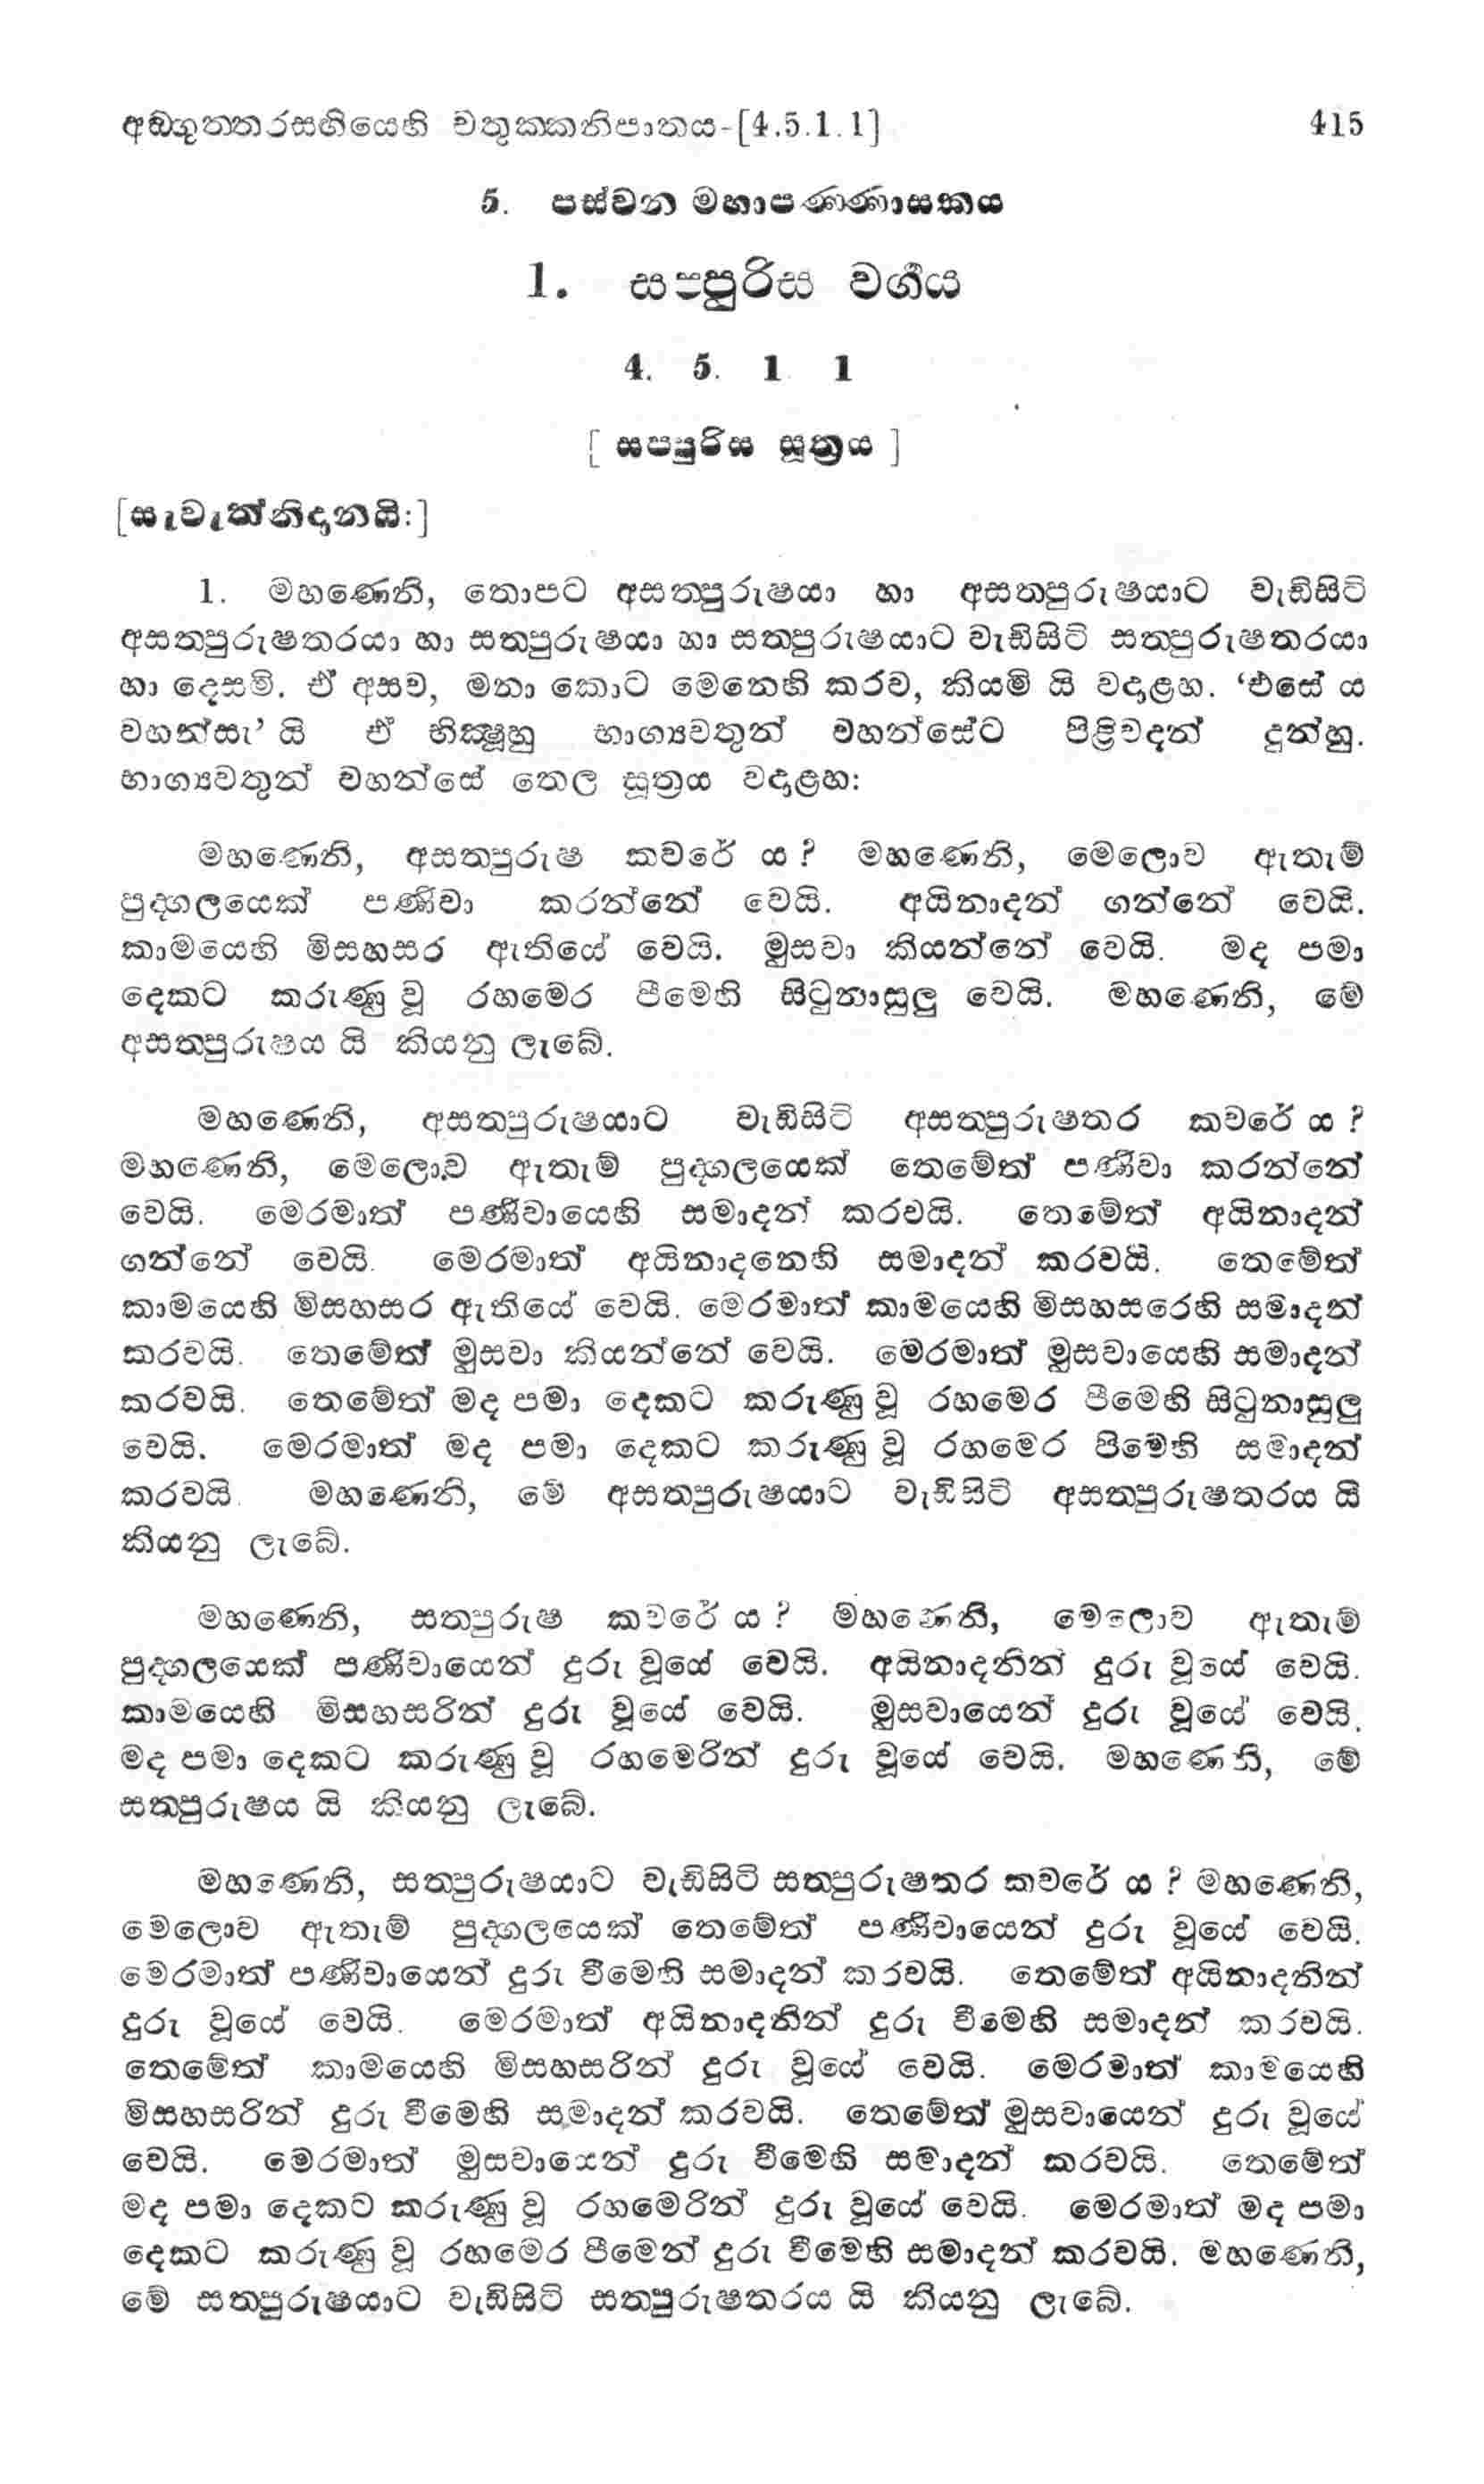 අඞ්ගුත්තරසඟියෙහි චතුක්කනිපාතය-[4.5.1.1] 415
5. පස්වන මහාපණ්ණාසකය
1. සප්පුරිස වර්‍ගය
4. 5. 1 1
[ සප්පුරිස සූත්‍රය ]
[සැවැත්නිදානයි:]
1. මහණෙනි, තොපට අසත්පුරුෂයා හා අසත්පුරුෂයාට වැඩිසිටි
අසත්පුරුෂතරයා හා සත්පුරුෂයා හා සත්පුරුෂයාට වැඩිසිටි සත්පුරුෂතරයා
හා දෙසමි. ඒ අසව, මනා කොට මෙනෙහි කරව, කියමි යි වදාළහ. ‘එසේ ය
වහන්සැ’ යි ඒ භික්‍ෂූහු භාග්‍යවතුන් වහන්සේට පිළිවදන් දුන්හු.
භාග්‍යවතුන් වහන්සේ තෙල සූත්‍රය වදාළහ:
මහණෙනි, අසත්පුරුෂ කවරේ ය? මහණෙනි, මෙලොව ඇතැම්
පුද්ගලයෙක් පණිවා කරන්නේ වෙයි. අයිනාදන් ගන්නේ වෙයි.
කාමයෙහි මිසහසර ඇතියේ වෙයි. මුසවා කියන්නේ වෙයි. මද පමා
දෙකට කරුණු වූ රහමෙර පීමෙහි සිටුනාසුලු වෙයි. මහණෙනි, මේ
අසත්පුරුෂය යි කියනු ලැබේ.
මහණෙනි, අසත්පුරුෂයාට වැඩිසිටි අසත්පුරුෂතර කවරේ ය ?
මහණෙනි, මෙලොව ඇතැම් පුද්ගලයෙක් තෙමේත් පණිවා කරන්නේ
වෙයි. මෙරමාත් පණිවායෙහි සමාදන් කරවයි. තෙමේත් අයිනාදන්
ගන්නේ වෙයි. මෙරමාත් අයිනාදනෙහි සමාදන් කරවයි. තෙමේත්
කාමයෙහි මිසහසර ඇතියේ වෙයි. මෙරමාත් කාමයෙහි මිසහසරෙහි සමාදන්
කරවයි. තෙමේත් මුසවා කියන්නේ වෙයි. මෙරමාත් මුසවායෙහි සමාදන්
කරවයි. තෙමේත් මද පමා දෙකට කරුණු වූ රහමෙර පීමෙහි සිටුනාසුලු
වෙයි. මෙරමාත් මද පමා දෙකට කරුණු වූ රහමෙර පිමෙහි සමාදන්
කරවයි. මහණෙනි, මේ අසත්පුරුෂයාට වැඩිසිටි අසත්පුරුෂතරය යි
කියනු ලැබේ.
මහණෙනි, සත්පුරුෂ කවරේ ය ? මහණෙනි, මෙලොව ඇතැම්
පුද්ගලයෙක් පණිවායෙන් දුරු වූයේ වෙයි. අයිනාදනින් දුරු වූයේ වෙයි.
කාමයෙහි මිසහසරින් දුරු වූයේ වෙයි. මුසවායෙන් දුරු වූයේ වෙයි.
මද පමා දෙකට කරුණු වූ රහමෙරින් දුරු වූයේ වෙයි. මහණෙනි, මේ
සත්පුරුෂය යි කියනු ලැබේ.
මහණෙනි, සත්පුරුෂයාට වැඩිසිටි සත්පුරුෂතර කවරේ ය ? මහණෙනි,
මෙලොව ඇතැම් පුද්ගලයෙක් තෙමේත් පණිවායෙන් දුරු වූයේ වෙයි.
මෙරමාත් පණිවායෙන් දුරු වීමෙහි සමාදන් කරවයි. තෙමේත් අයිනාදනින්
දුරු වූයේ වෙයි. මෙරමාත් අයිනාදනින් දුරු වීමෙහි සමාදන් කරවයි.
තෙමේත් කාමයෙහි මිසහසරින් දුරු වූයේ වෙයි. මෙරමාත් කාමයෙහි
මිසහසරින් දුරු වීමෙහි සමාදන් කරවයි. තෙමේත් මුසවායෙන් දුරු වූයේ
වෙයි. මෙරමාත් මුසවායෙන් දුරු වීමෙහි සමාදන් කරවයි. තෙමේත්
මද පමා දෙකට කරුණු වූ රහමෙරින් දුරු වූයේ වෙයි. මෙරමාත් මද පමා
දෙකට කරුණු වූ රහමෙර පීමෙන් දුරු වීමෙහි සමාදන් කරවයි. මහණෙනි,
මේ සත්පුරුෂයාට වැඩිසිටි සත්පුරුෂතරය යි කියනු ලැබේ.